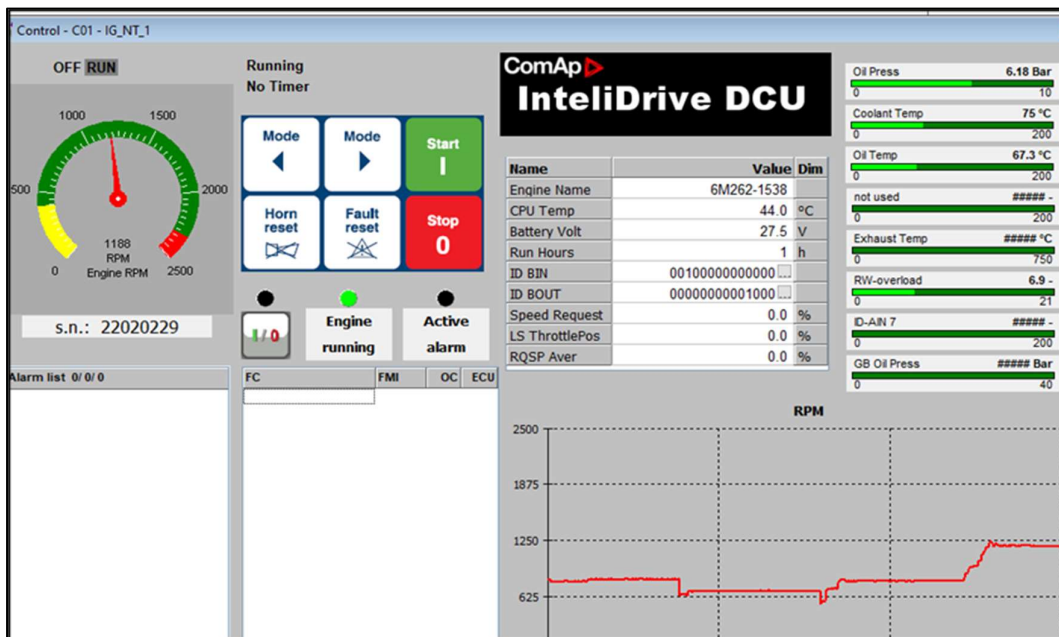 Control - C01 - IG_NT_1
OFF RUN
Running
No Timer
1000
1500
500
2000
0
2500
1188
RPM
Engine RPM
s.n.: 22020229
Mode
Mode
Start
I
Horn reset
Fault reset
Stop
0
I/0
Engine running
Active alarm
ComAp
InteliDrive DCU
Name Value Dim
Engine Name 6M262-1538
CPU Temp 44.0 ºC
Battery Volt 27.5 V
Run Hours 1 h
ID BIN 00100000000000 ...
ID BOUT 00000000001000 ...
Speed Request 0.0 %
LS ThrottlePos 0.0 %
RQSP Aver 0.0 %
Oil Press 6.18 Bar
0 10
Coolant Temp 75 °C
0 200
Oil Temp 67.3 °C
0 200
not used ##### -
0 200
Exhaust Temp ##### °C
0 750
RW-overload 6.9 -
0 21
ID-AIN 7 ##### -
0 200
GB Oil Press ##### Bar
0 40
Alarm list 0/ 0/ 0
FC FMI OC ECU
RPM
2500
1875
1250
625